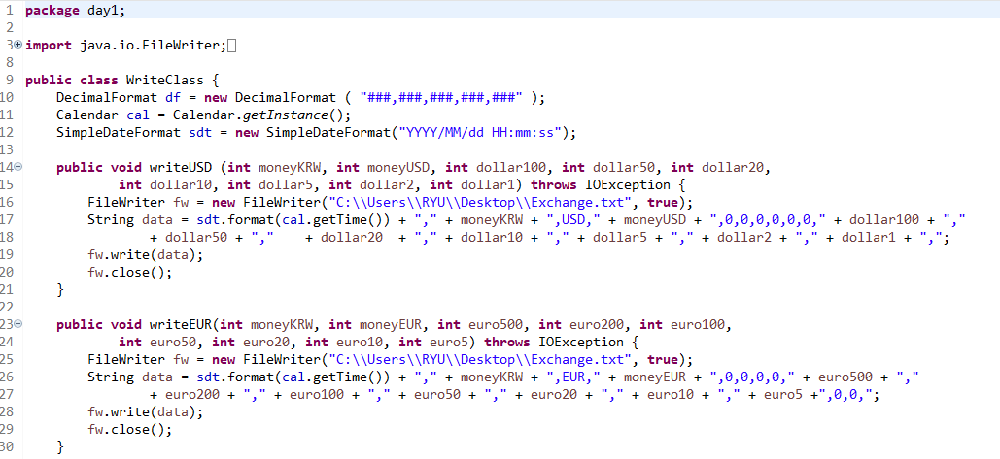 1 package day1;
2
3 import java.io.FileWriter;
8
9 public class WriteClass {
10 DecimalFormat df = new DecimalFormat ( "###,###,###,###,###" );
11 Calendar cal = Calendar.getInstance();
12 SimpleDateFormat sdt = new SimpleDateFormat("YYYY/MM/dd HH:mm:ss");
13
14 public void writeUSD (int moneyKRW, int moneyUSD, int dollar100, int dollar50, int dollar20,
15 int dollar10, int dollar5, int dollar2, int dollar1) throws IOException {
16 FileWriter fw = new FileWriter("C:\\Users\\RYU\\Desktop\\Exchange.txt", true);
17 String data = sdt.format(cal.getTime()) + "," + moneyKRW + ",USD," + moneyUSD + ",0,0,0,0,0,0," + dollar100 + ","
18 + dollar50 + "," + dollar20 + "," + dollar10 + "," + dollar5 + "," + dollar2 + "," + dollar1 + ",";
19 fw.write(data);
20 fw.close();
21 }
22
23 public void writeEUR(int moneyKRW, int moneyEUR, int euro500, int euro200, int euro100,
24 int euro50, int euro20, int euro10, int euro5) throws IOException {
25 FileWriter fw = new FileWriter("C:\\Users\\RYU\\Desktop\\Exchange.txt", true);
26 String data = sdt.format(cal.getTime()) + "," + moneyKRW + ",EUR," + moneyEUR + ",0,0,0,0," + euro500 + ","
27 + euro200 + "," + euro100 + "," + euro50 + "," + euro20 + "," + euro10 + "," + euro5 +",0,0,";
28 fw.write(data);
29 fw.close();
30 }